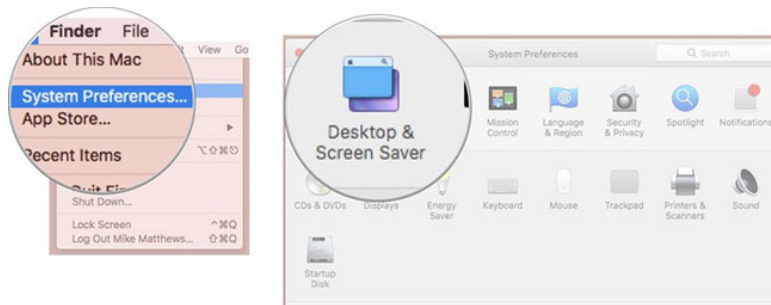 Finder File
View Go
About This Mac
System Preferences...
App Store...
Recent Items
Shut Down...
Lock Screen ^⌘Q
Log Out Mike Matthews... ⇧⌘Q
System Preferences
Search
Desktop &
Screen Saver
Mission
Control
Language
& Region
Security
& Privacy
Spotlight
Notifications
CDs & DVDs
Displays
Energy
Saver
Keyboard
Mouse
Trackpad
Printers &
Scanners
Sound
Startup
Disk